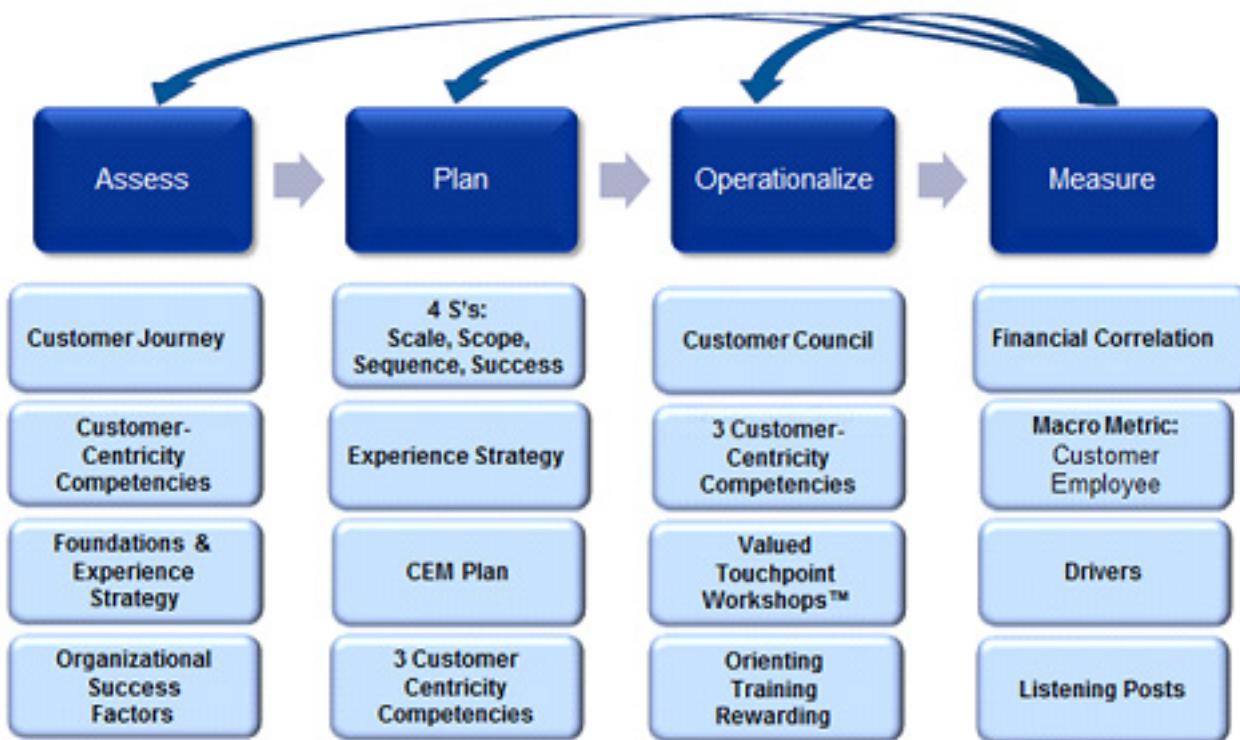 Assess
Plan
Operationalize
Measure
Customer Journey
Customer-
Centricity
Competencies
Foundations &
Experience
Strategy
Organizational
Success
Factors
4 S's:
Scale, Scope,
Sequence, Success
Experience Strategy
CEM Plan
3 Customer
Centricity
Competencies
Customer Council
3 Customer-
Centricity
Competencies
Valued
Touchpoint
Workshops™
Orienting
Training
Rewarding
Financial Correlation
Macro Metric:
Customer
Employee
Drivers
Listening Posts